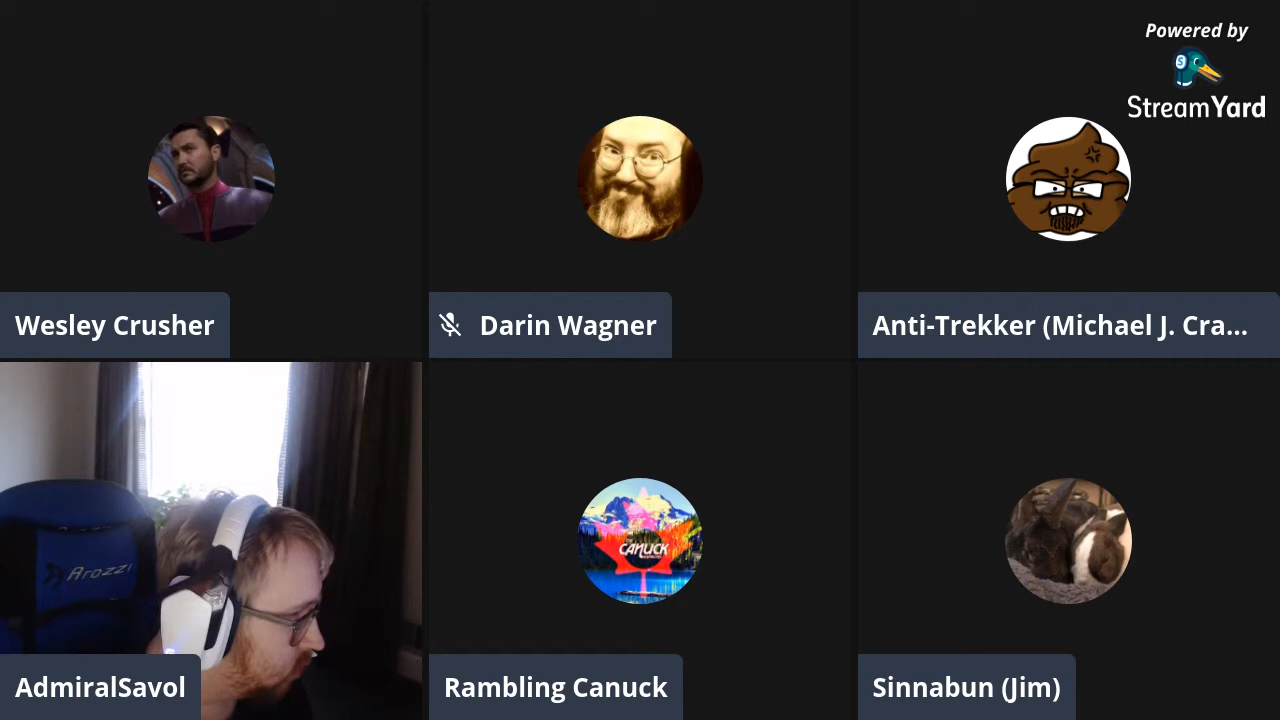 Powered by
StreamYard
Wesley Crusher
Darin Wagner
Anti-Trekker (Michael J. Cra...
Arozzi
CANUCK
AdmiralSavol
Rambling Canuck
Sinnabun (Jim)